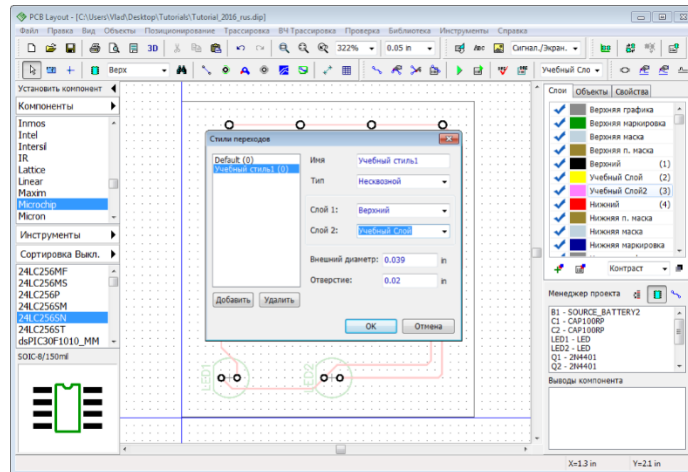 PCB Layout - [C:\Users\Vlad\Desktop\Tutorials\Tutorial_2016_rus.dip]
Файл Правка Вид Объекты Позиционирование Трассировка ВЧ Трассировка Проверка Библиотека Инструменты Справка
3D 322% 0.05 in Abc Сигнал./Экран.
Верх A S Учебный Сло
Установить компонент
Компоненты
Inmos
Intel
Intersil
IR
Lattice
Linear
Maxim
Microchip
Micron
Инструменты
Сортировка Выкл.
24LC256MF
24LC256MS
24LC256P
24LC256SM
24LC256SN
24LC256ST
dsPIC30F1010_MM
SOIC-8/150ml
Стили переходов
Default (0)
Учебный стиль1 (0)
Имя Учебный стиль1
Тип Несквозной
Слой 1: Верхний
Слой 2: Учебный Слой
Внешний диаметр: 0.039 in
Отверстие: 0.02 in
Добавить Удалить
OK Отмена
LED1 LED2
Слои Объекты Свойства
Верхняя графика
Верхняя маркировка
Верхняя маска
Верхняя п. маска
Верхний (1)
Учебный Слой (2)
Учебный Слой2 (3)
Нижний (4)
Нижняя п. маска
Нижняя маска
Нижняя маркировка
Контраст
Менеджер проекта
B1 - SOURCE_BATTERY2
C1 - CAP100RP
C2 - CAP100RP
LED1 - LED
LED2 - LED
Q1 - 2N4401
Q2 - 2N4401
Выводы компонента
X=1.3 in Y=2.1 in